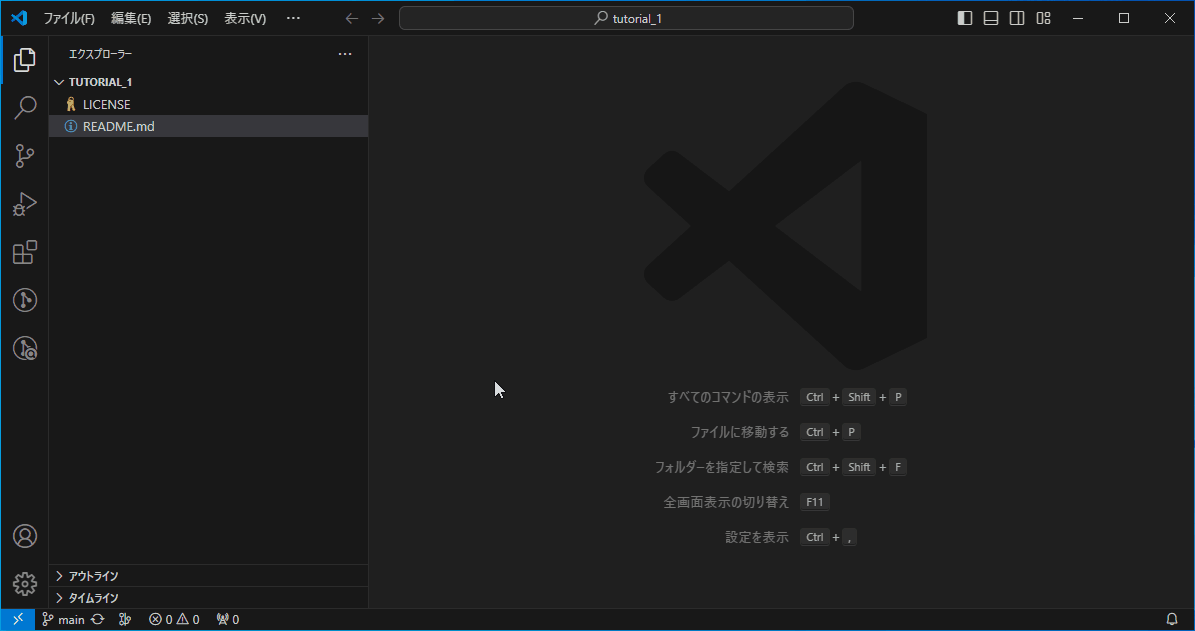 ファイル(F) 編集(E) 選択(S) 表示(V) ··· tutorial_1
エクスプローラー ···
TUTORIAL_1
LICENSE
README.md
すべてのコマンドの表示 Ctrl + Shift + P
ファイルに移動する Ctrl + P
フォルダーを指定して検索 Ctrl + Shift + F
全画面表示の切り替え F11
設定を表示 Ctrl + ,
アウトライン
タイムライン
main 0 0 0